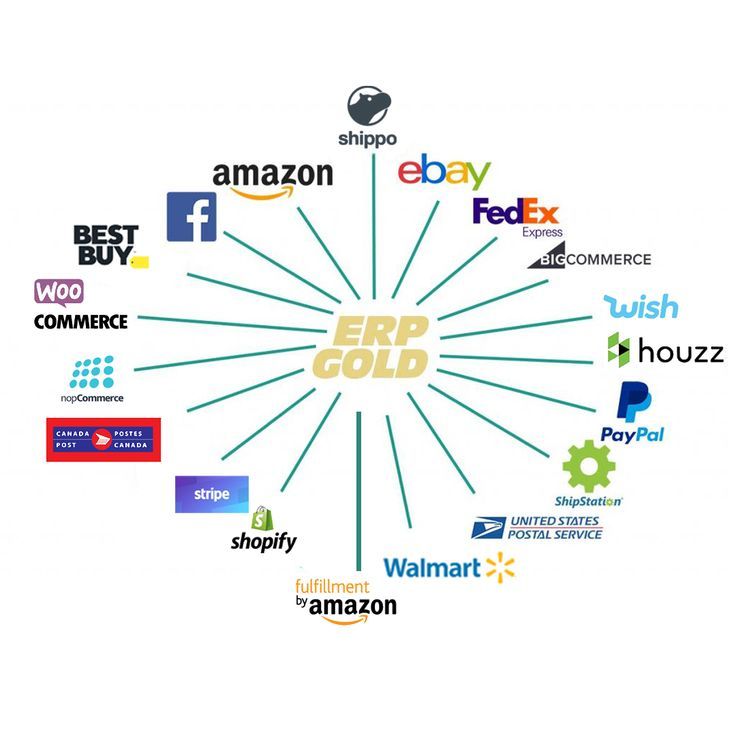 shippo
amazon
ebay
FedEx
Express
BEST
BUY
BIGCOMMERCE
WOO
COMMERCE
wish
ERP
GOLD
houzz
nopCommerce
PayPal
CANADA POSTES
POST CANADA
ShipStation
stripe
UNITED STATES
POSTAL SERVICE
shopify
Walmart
fulfillment
by amazon